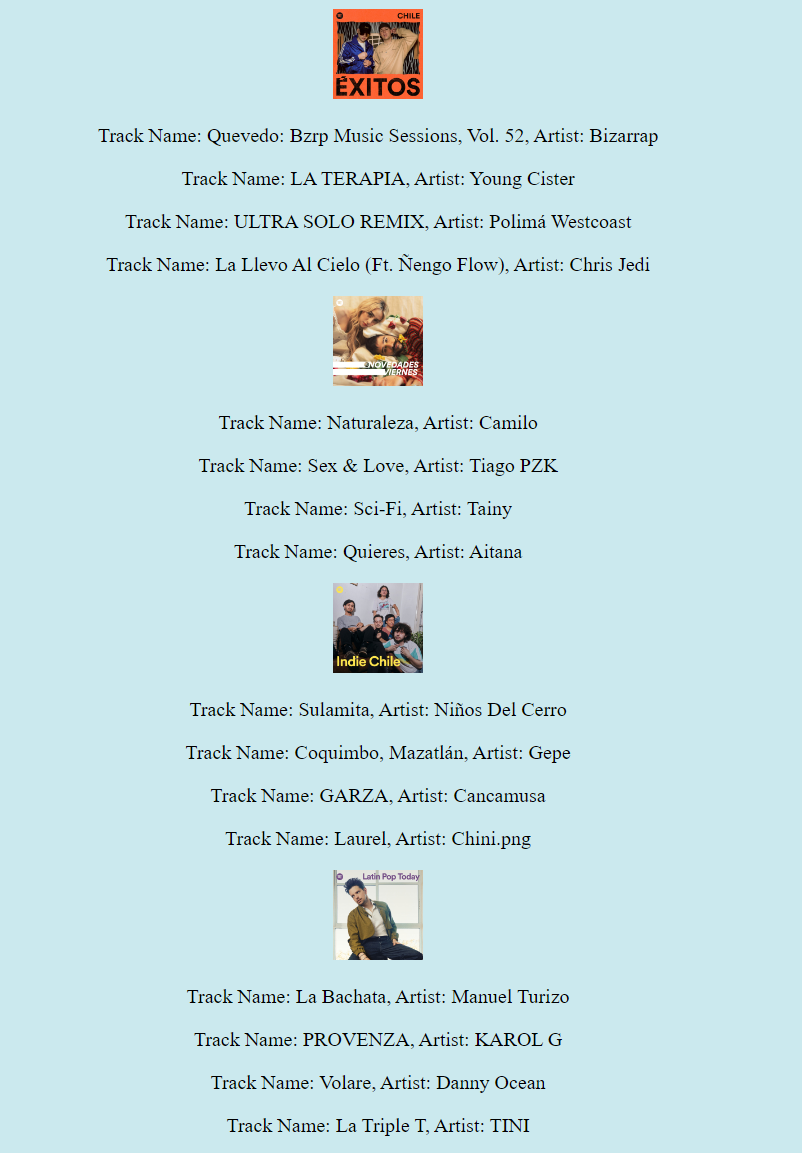 CHILE
ÉXITOS
Track Name: Quevedo: Bzrp Music Sessions, Vol. 52, Artist: Bizarrap
Track Name: LA TERAPIA, Artist: Young Cister
Track Name: ULTRA SOLO REMIX, Artist: Polimá Westcoast
Track Name: La Llevo Al Cielo (Ft. Ñengo Flow), Artist: Chris Jedi
NOVEDADES
VIERNES
Track Name: Naturaleza, Artist: Camilo
Track Name: Sex & Love, Artist: Tiago PZK
Track Name: Sci-Fi, Artist: Tainy
Track Name: Quieres, Artist: Aitana
Indie Chile
Track Name: Sulamita, Artist: Niños Del Cerro
Track Name: Coquimbo, Mazatlán, Artist: Gepe
Track Name: GARZA, Artist: Cancamusa
Track Name: Laurel, Artist: Chini.png
Latin Pop Today
Track Name: La Bachata, Artist: Manuel Turizo
Track Name: PROVENZA, Artist: KAROL G
Track Name: Volare, Artist: Danny Ocean
Track Name: La Triple T, Artist: TINI